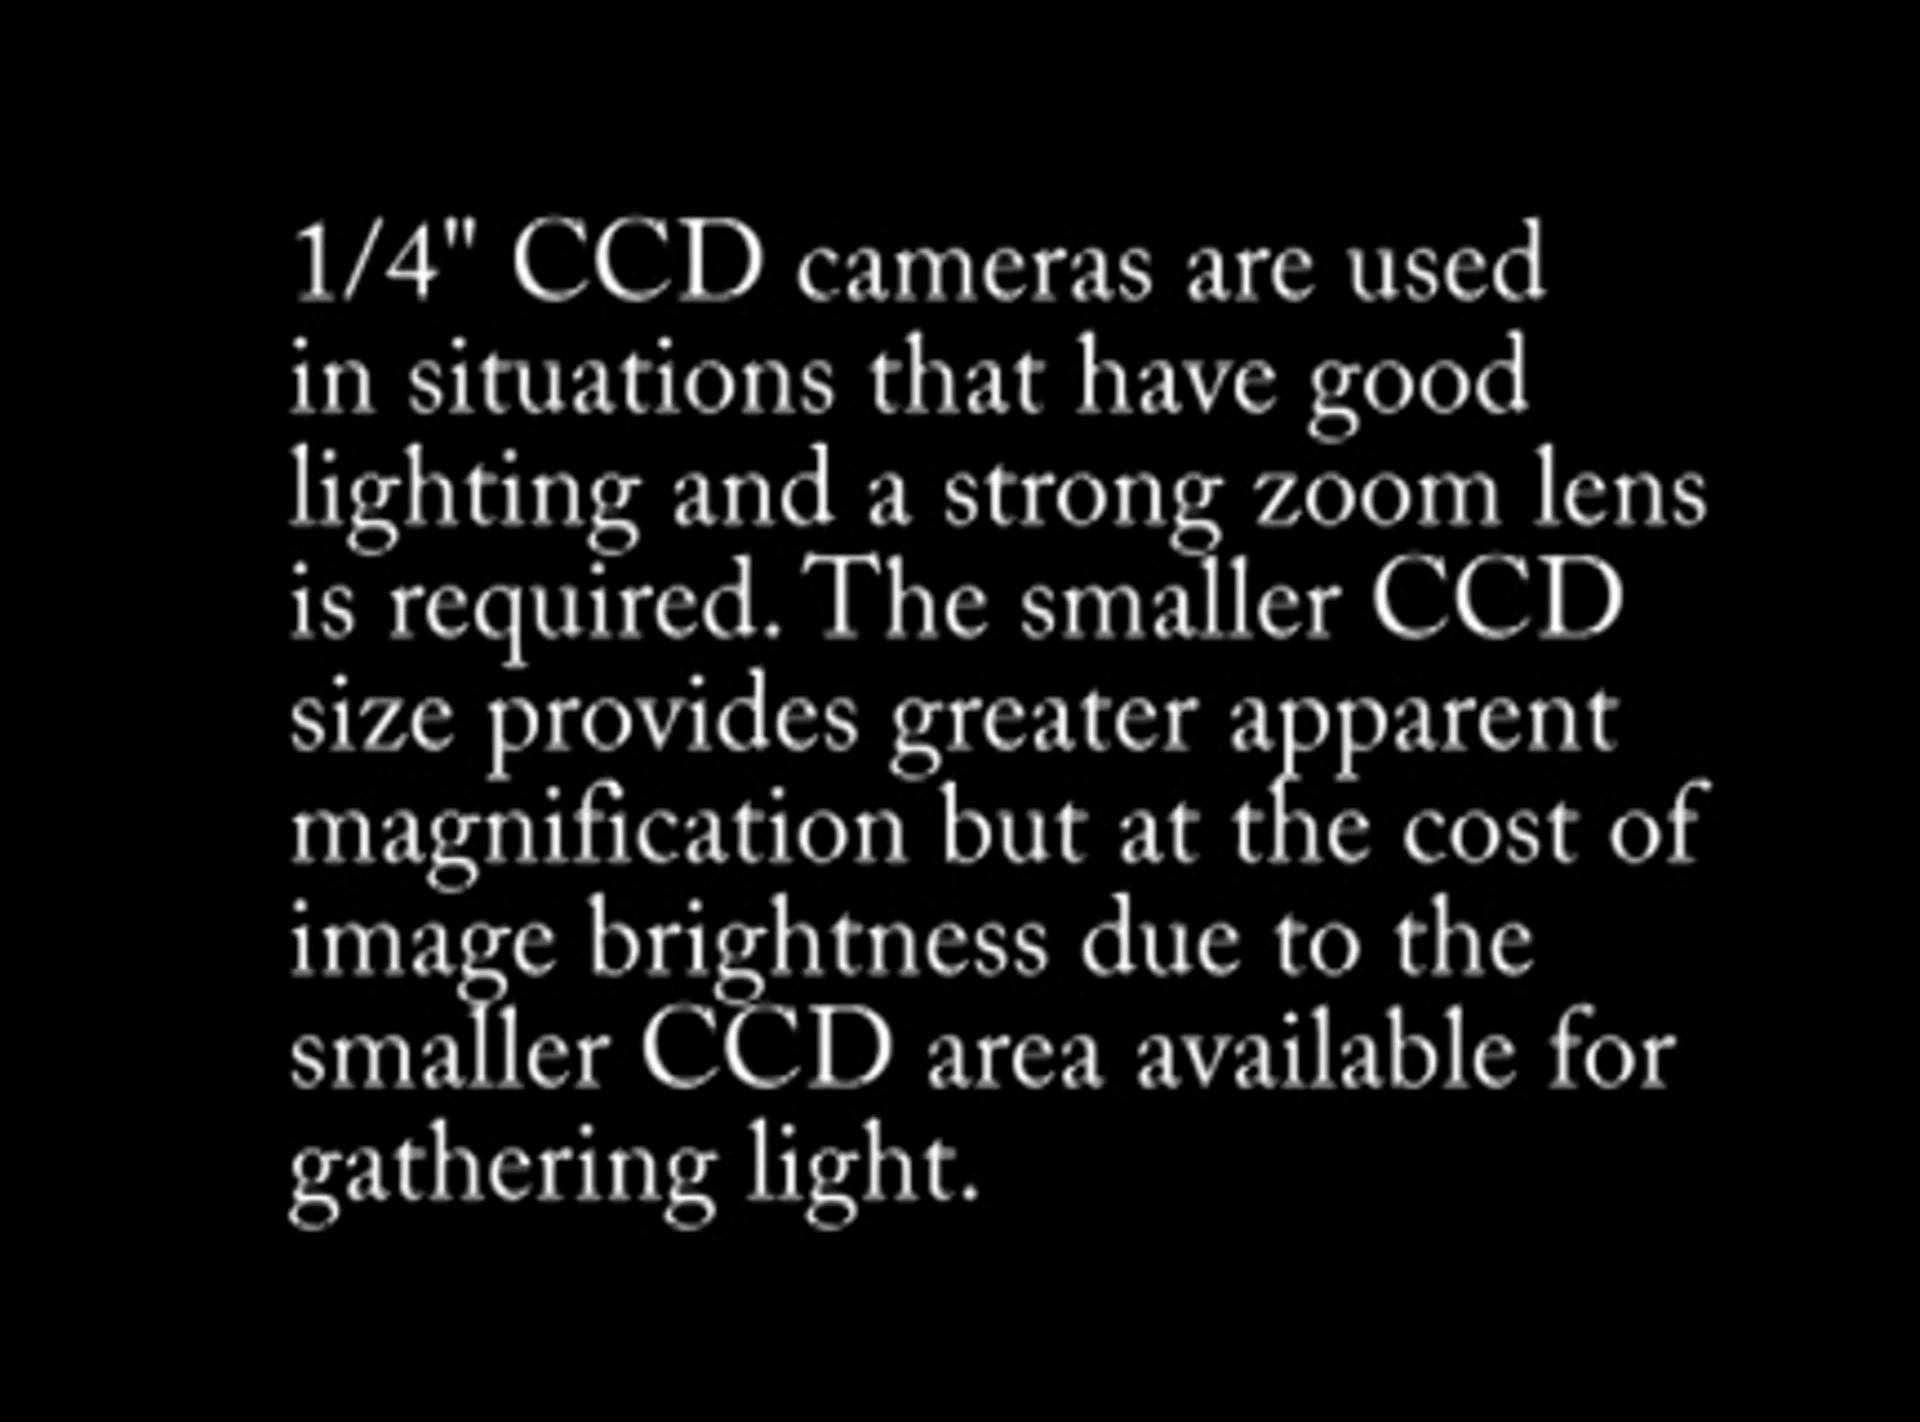 1/4" CCD cameras are used
in situations that have good
lighting and a strong zoom lens
is required. The smaller CCD
size provides greater apparent
magnification but at the cost of
image brightness due to the
smaller CCD area available for
gathering light.